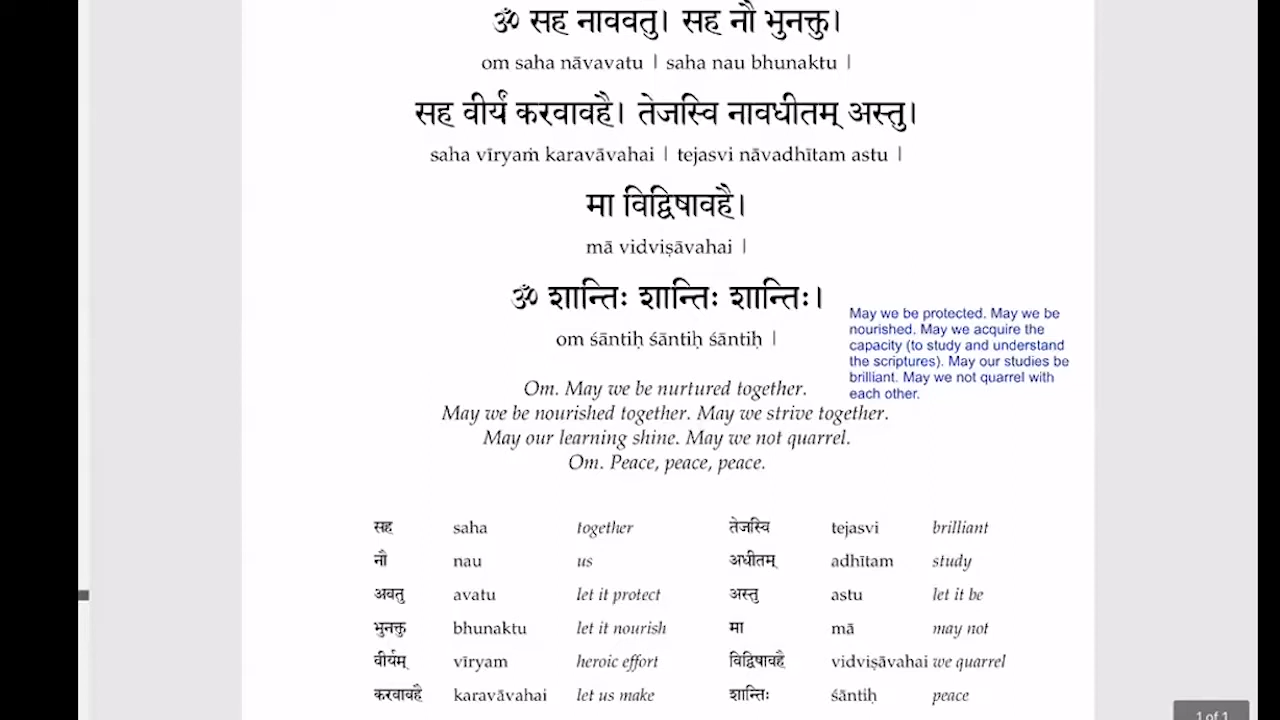 ॐ सह नाववतु। सह नौ भुनक्तु।
om saha nāvavatu | saha nau bhunaktu |
सह वीर्यं करवावहै। तेजस्वि नावधीतम् अस्तु।
saha vīryaṁ karavāvahai | tejasvi nāvadhītam astu |
मा विद्विषावहै।
mā vidviṣāvahai |
ॐ शान्तिः शान्तिः शान्तिः।
om śāntiḥ śāntiḥ śāntiḥ |
May we be protected. May we be
nourished. May we acquire the
capacity (to study and understand
the scriptures). May our studies be
brilliant. May we not quarrel with
each other.
Om. May we be nurtured together.
May we be nourished together. May we strive together.
May our learning shine. May we not quarrel.
Om. Peace, peace, peace.
सह saha together तेजस्वि tejasvi brilliant
नौ nau us अधीतम् adhītam study
अवतु avatu let it protect अस्तु astu let it be
भुनक्तु bhunaktu let it nourish मा mā may not
वीर्यम् vīryam heroic effort विद्विषावहै vidviṣāvahai we quarrel
करवावहै karavāvahai let us make शान्तिः śāntiḥ peace
1 of 1